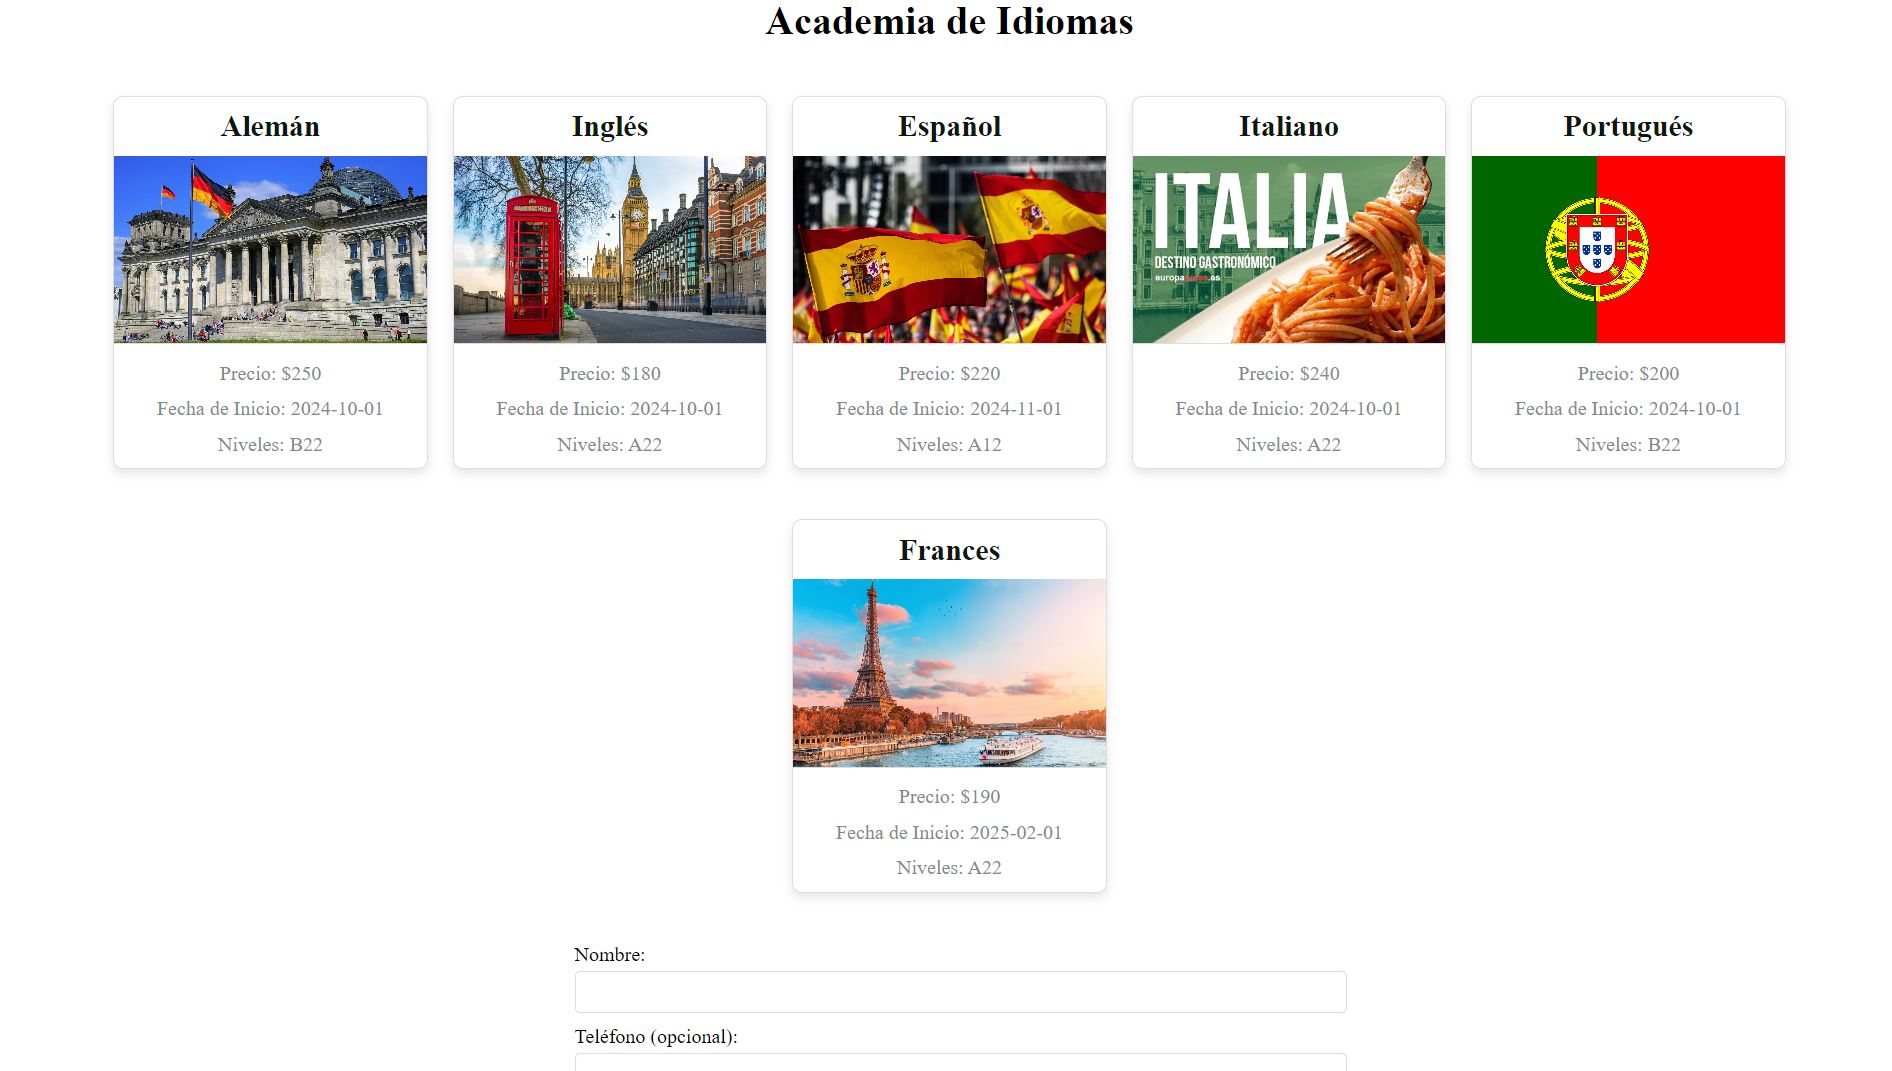 Academia de Idiomas
Alemán
Precio: $250
Fecha de Inicio: 2024-10-01
Niveles: B22
Inglés
Precio: $180
Fecha de Inicio: 2024-10-01
Niveles: A22
Español
Precio: $220
Fecha de Inicio: 2024-11-01
Niveles: A12
Italiano
ITALIA
DESTINO GASTRONÓMICO
europapress.es
Precio: $240
Fecha de Inicio: 2024-10-01
Niveles: A22
Portugués
Precio: $200
Fecha de Inicio: 2024-10-01
Niveles: B22
Frances
Precio: $190
Fecha de Inicio: 2025-02-01
Niveles: A22
Nombre:
Teléfono (opcional):